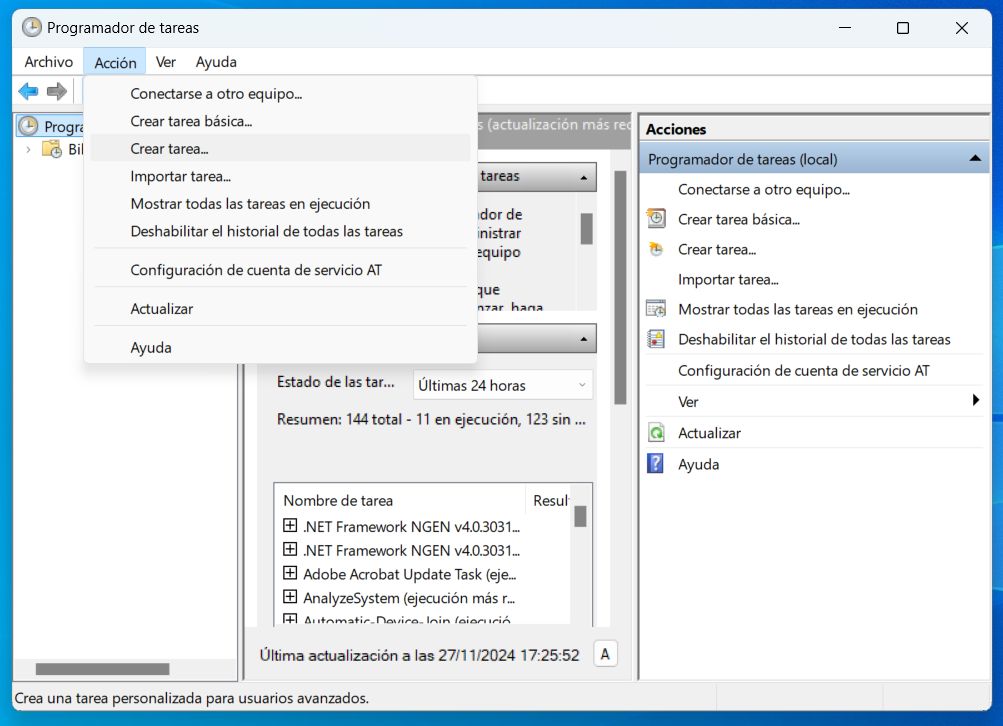 Programador de tareas
Archivo Acción Ver Ayuda
Conectarse a otro equipo...
Crear tarea básica...
Crear tarea...
Importar tarea...
Mostrar todas las tareas en ejecución
Deshabilitar el historial de todas las tareas
Configuración de cuenta de servicio AT
Actualizar
Ayuda
Progra
Bil
s (actualización más rec
tareas
dor de
inistrar
equipo
que
nzar, haga
Estado de las tar... Últimas 24 horas
Resumen: 144 total - 11 en ejecución, 123 sin ...
Nombre de tarea Result
.NET Framework NGEN v4.0.3031...
.NET Framework NGEN v4.0.3031...
Adobe Acrobat Update Task (eje...
AnalyzeSystem (ejecución más r...
Automatic-Device-Join (ejecució
Última actualización a las 27/11/2024 17:25:52 A
Acciones
Programador de tareas (local)
Conectarse a otro equipo...
Crear tarea básica...
Crear tarea...
Importar tarea...
Mostrar todas las tareas en ejecución
Deshabilitar el historial de todas las tareas
Configuración de cuenta de servicio AT
Ver
Actualizar
Ayuda
Crea una tarea personalizada para usuarios avanzados.